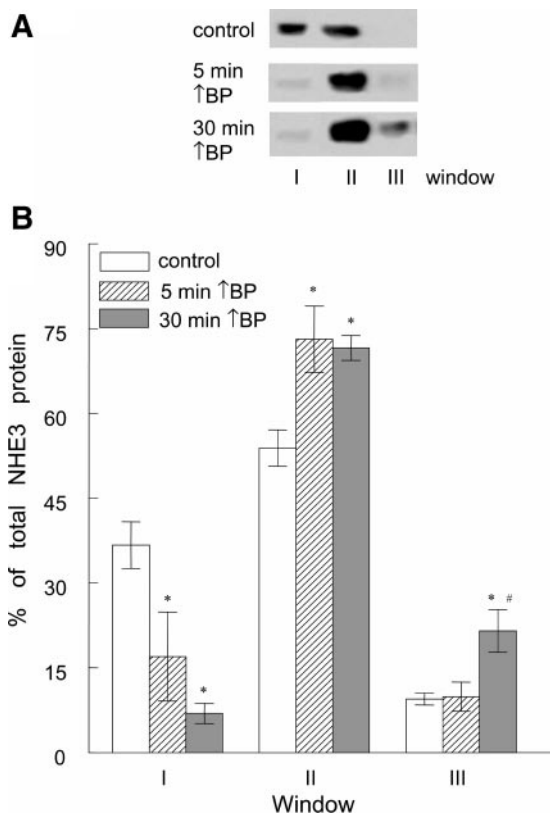 A
control
5 min
↑BP
30 min
↑BP
I II III window
B
90
75
60
45
30
15
0
% of total NHE3 protein
control
5 min ↑BP
30 min ↑BP
* *
*
*
* #
I II III
Window